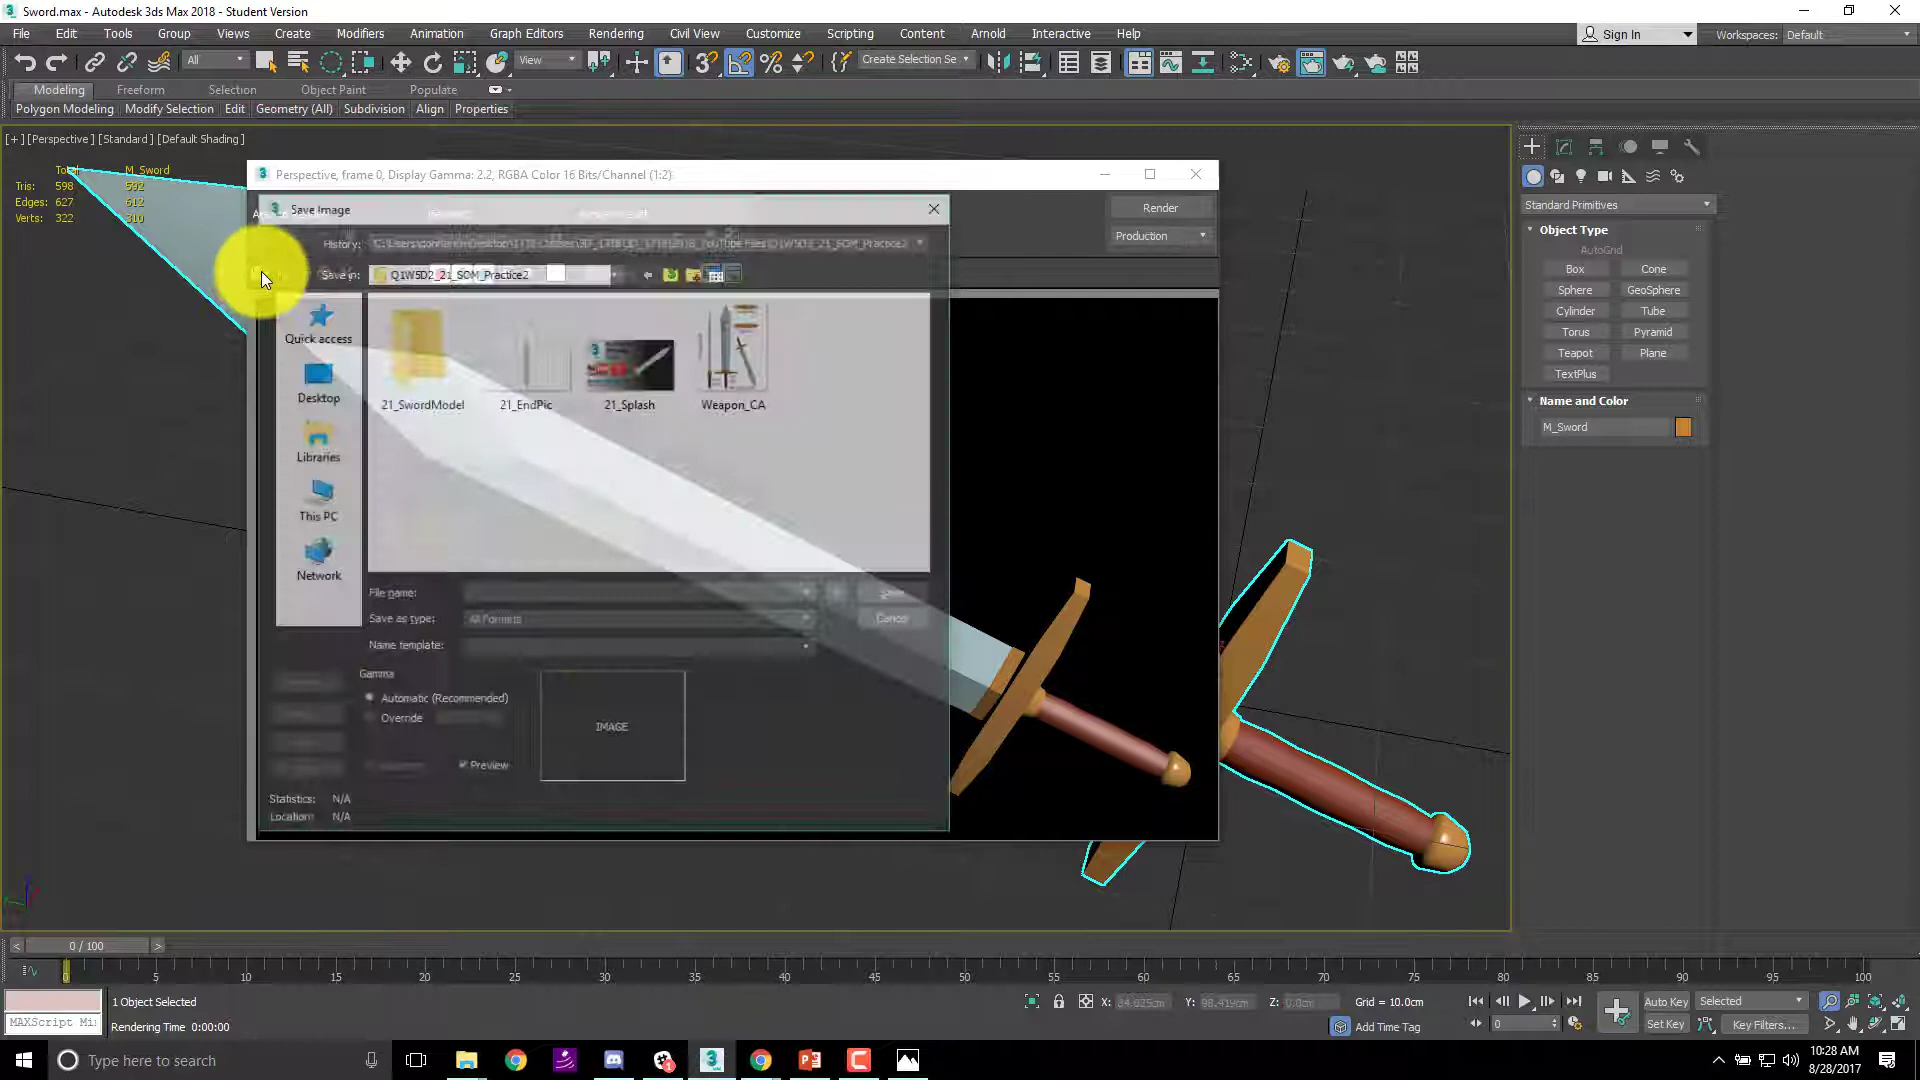 Sword.max - Autodesk 3ds Max 2018 - Student Version
File Edit Tools Group Views Create Modifiers Animation Graph Editors Rendering Civil View Customize Scripting Content Arnold Interactive Help
Sign In
Workspaces: Default
All
View
Create Selection Se
Modeling Freeform Selection Object Paint Populate
Polygon Modeling Modify Selection Edit Geometry (All) Subdivision Align Properties
[+] [Perspective] [Standard] [Default Shading]
Total M_Sword
Tris: 598 592
Edges: 627 612
Verts: 322 310
Perspective, frame 0, Display Gamma: 2.2, RGBA Color 16 Bits/Channel (1:2)
Render
Production
Save Image
History:
Save in: Q1W5D2_21_SOM_Practice2
Quick access
Desktop
Libraries
This PC
Network
21_SwordModel 21_EndPic 21_Splash Weapon_CA
File name:
Save as type: All Formats
Cancel
Name template:
Gamma
Automatic (Recommended)
Override
Preview
IMAGE
Statistics: N/A
Location: N/A
Standard Primitives
Object Type
AutoGrid
Box Cone
Sphere GeoSphere
Cylinder Tube
Torus Pyramid
Teapot Plane
TextPlus
Name and Color
M_Sword
0 / 100
0 5 10 15 20 25 30 35 40 45 50 55 60 65 70 75 80 85 90 95 100
1 Object Selected
MAXScript Mi
Rendering Time 0:00:00
X: 84.025cm Y: 98.419cm Z: 0.0cm Grid = 10.0cm
Add Time Tag
0
Auto Key Selected
Set Key Key Filters...
Type here to search
10:28 AM
8/28/2017